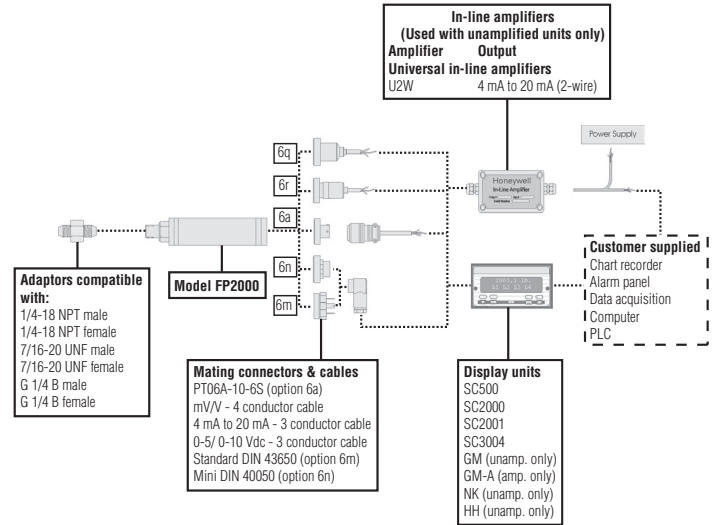 In-line amplifiers
(Used with unamplified units only)
Amplifier Output
Universal in-line amplifiers
U2W 4 mA to 20 mA (2-wire)
Power Supply
6q
6r
6a
6n
6m
Honeywell
In-Line Amplifier
Model FP2000
Adaptors compatible
with:
1/4-18 NPT male
1/4-18 NPT female
7/16-20 UNF male
7/16-20 UNF female
G 1/4 B male
G 1/4 B female
Mating connectors & cables
PT06A-10-6S (option 6a)
mV/V - 4 conductor cable
4 mA to 20 mA - 3 conductor cable
0-5/ 0-10 Vdc - 3 conductor cable
Standard DIN 43650 (option 6m)
Mini DIN 40050 (option 6n)
Display units
SC500
SC2000
SC2001
SC3004
GM (unamp. only)
GM-A (amp. only)
NK (unamp. only)
HH (unamp. only)
Customer supplied
Chart recorder
Alarm panel
Data acquisition
Computer
PLC